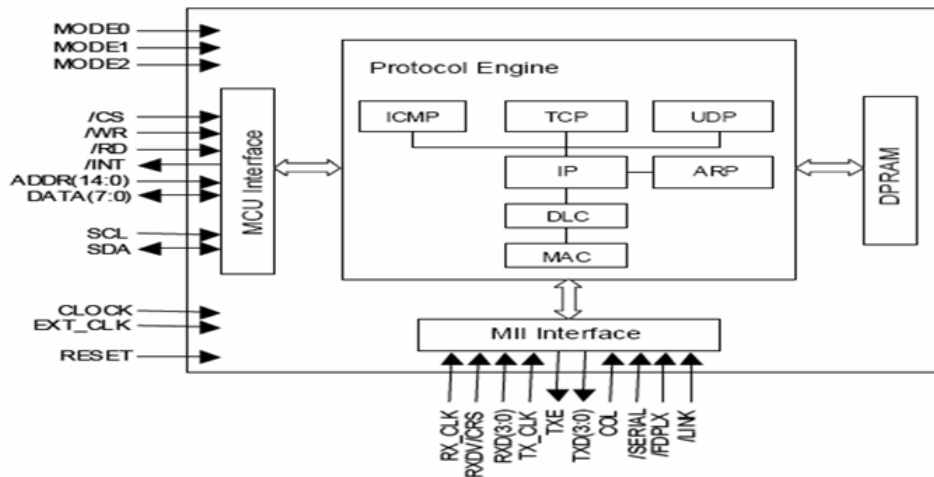 MODE0
MODE1
MODE2
/CS
/WR
/RD
/INT
ADDR(14:0)
DATA(7:0)
SCL
SDA
CLOCK
EXT_CLK
RESET
MCU Interface
Protocol Engine
ICMP TCP UDP
IP ARP
DLC
MAC
DPRAM
MII Interface
RX_CLK
RXDV/CRS
RXD(3:0)
TX_CLK
TXE
TXD(3:0)
COL
/SERIAL
/FDPLX
/LINK